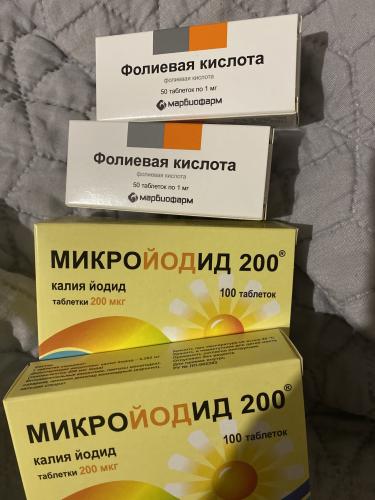 Фолиевая кислота
фолиевая кислота
50 таблеток по 1 мг
марбиофарм
Фолиевая кислота
фолиевая кислота
50 таблеток по 1 мг
марбиофарм
МИКРОЙОДИД 200®
калия йодид
таблетки 200 мкг
100 таблеток
МИКРОЙОДИД 200®
калия йодид
таблетки 200 мкг
100 таблеток